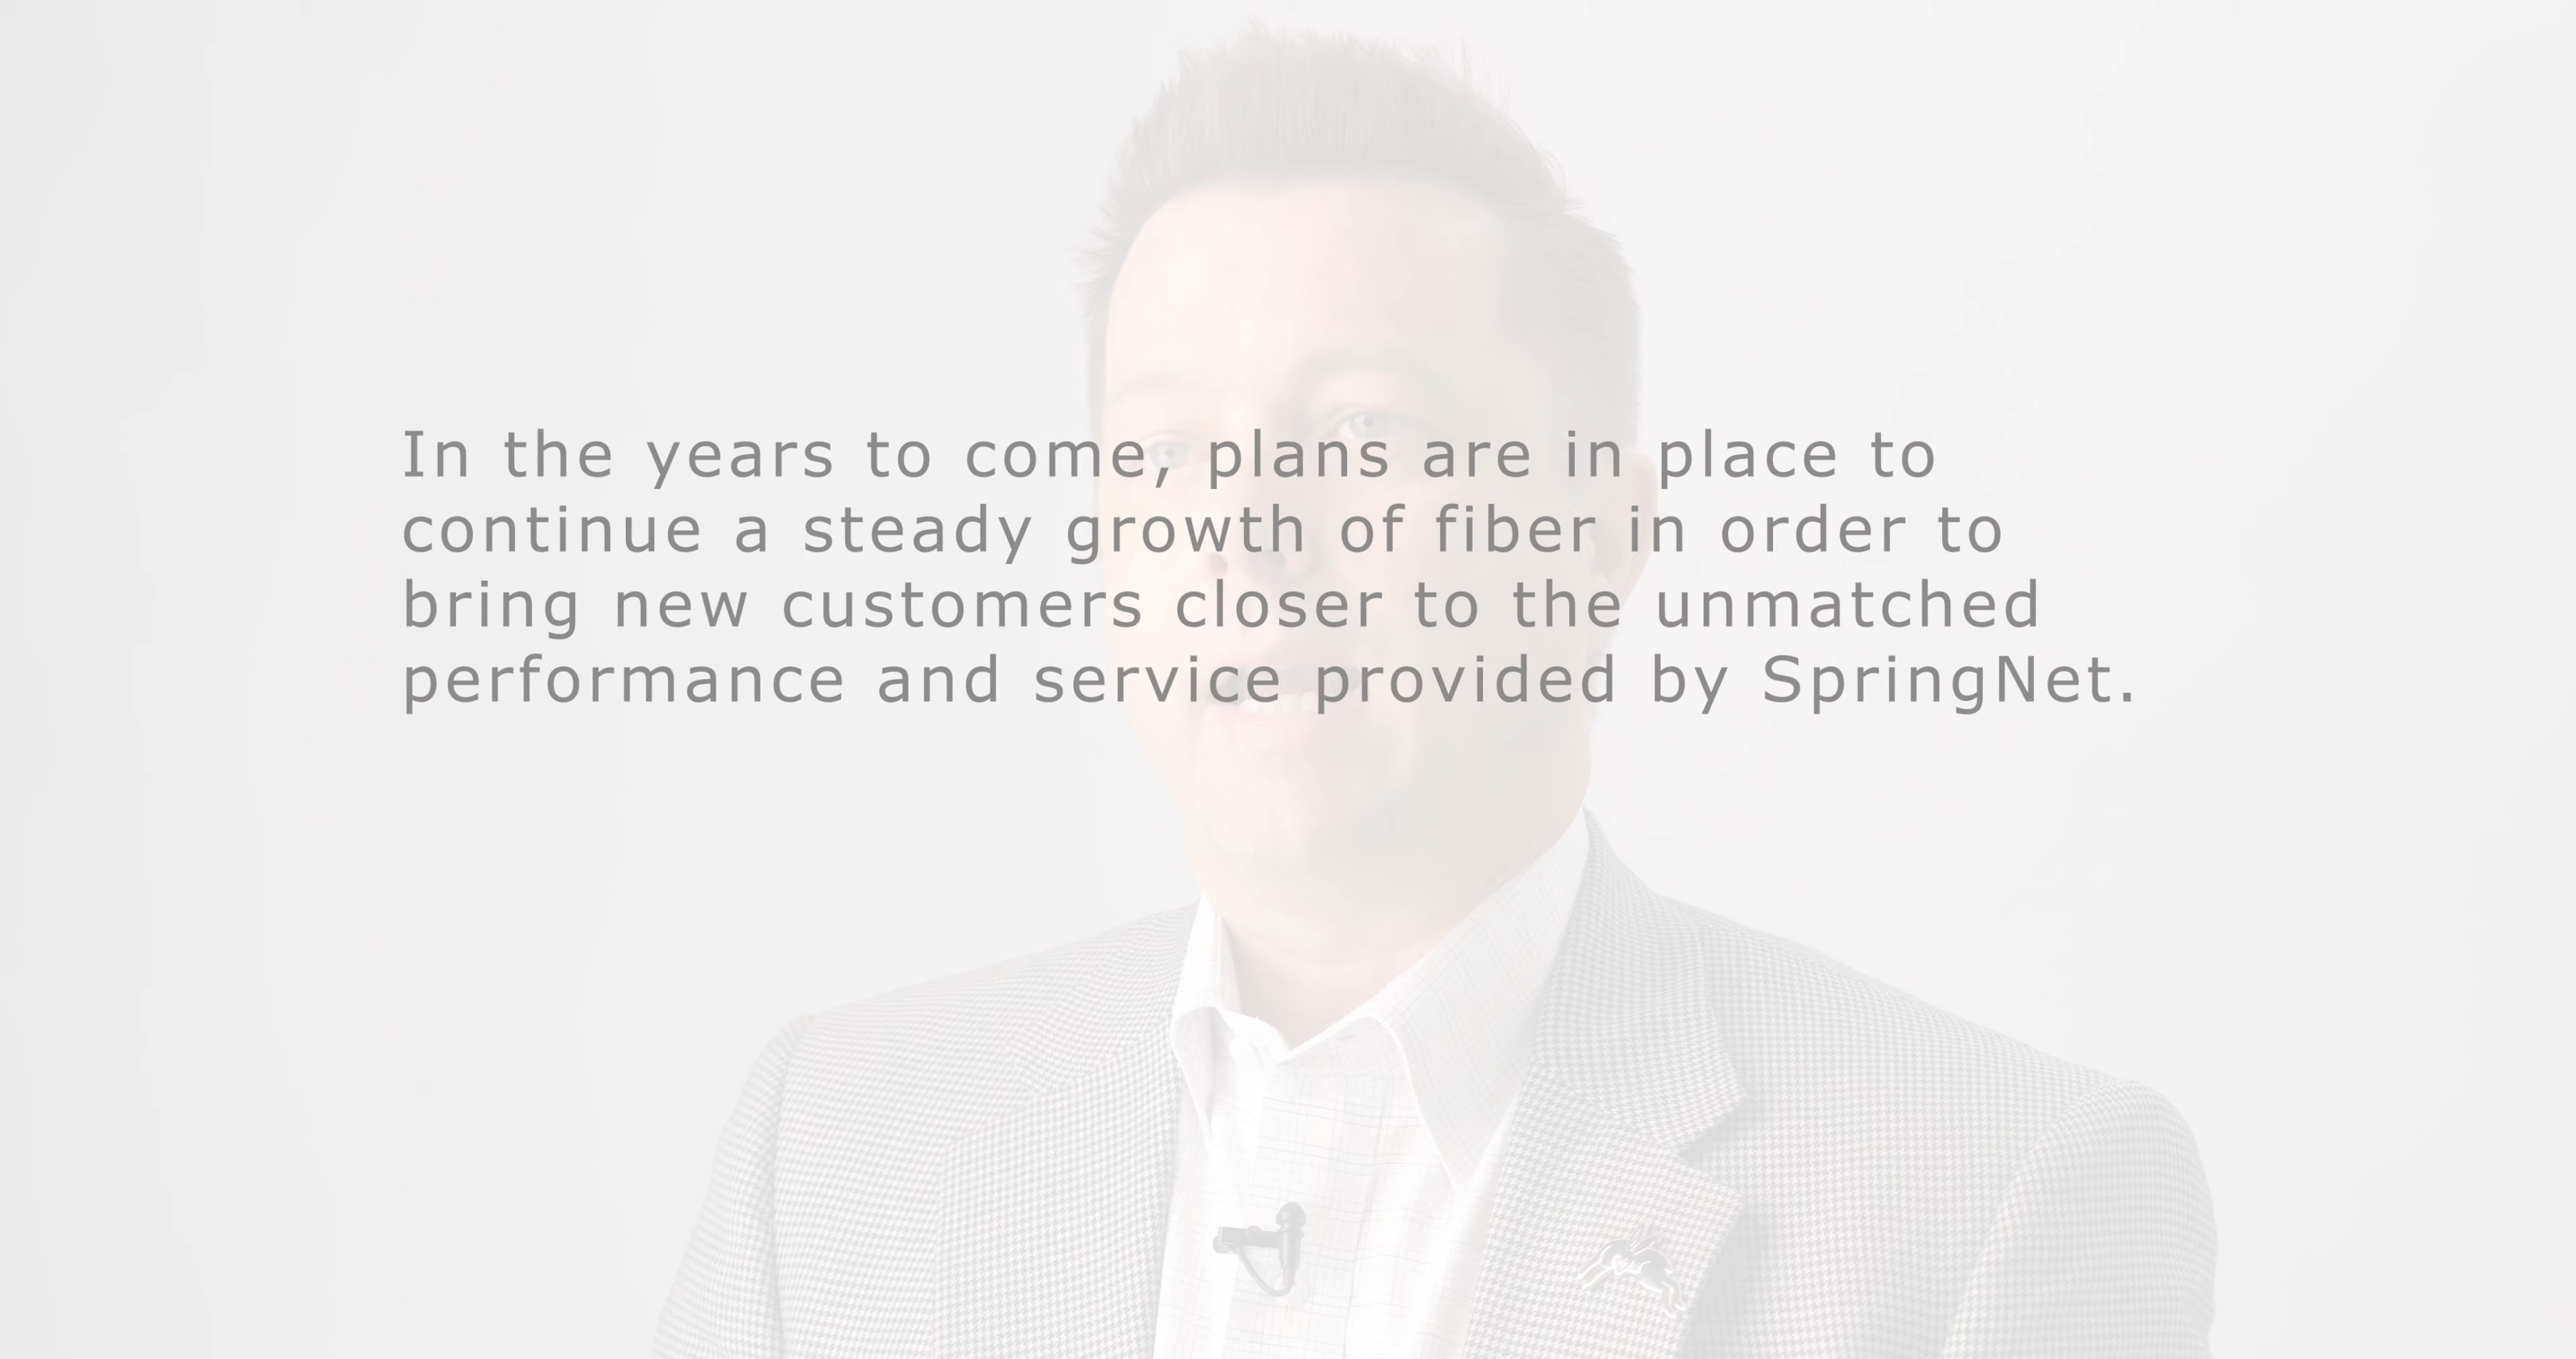 In the years to come, plans are in place to
continue a steady growth of fiber in order to
bring new customers closer to the unmatched
performance and service provided by SpringNet.